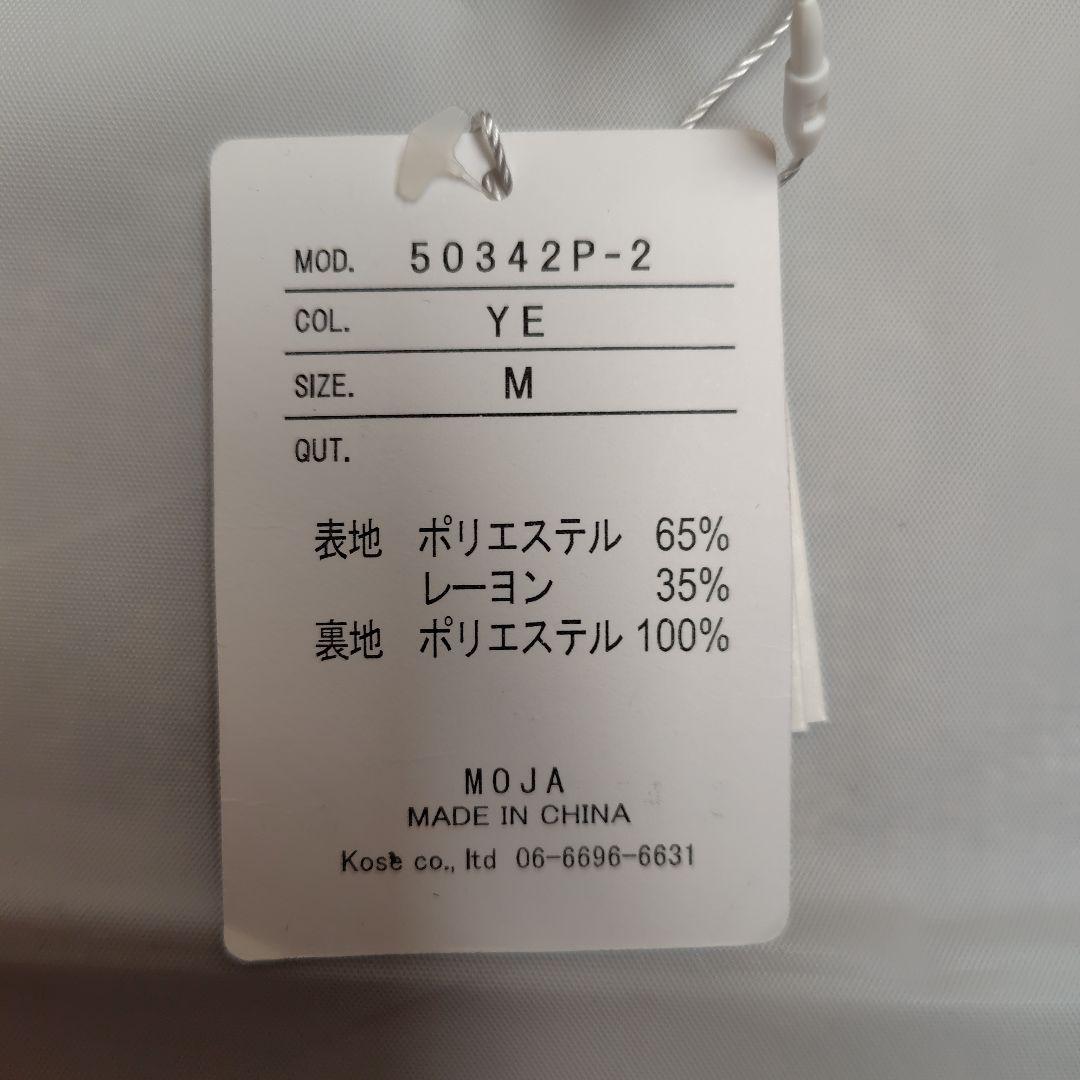 MOD. 50342P-2
COL. YE
SIZE. M
QUT.
表地 ポリエステル 65%
レーヨン 35%
裏地 ポリエステル 100%
MOJA
MADE IN CHINA
Kose co., ltd 06-6696-6631